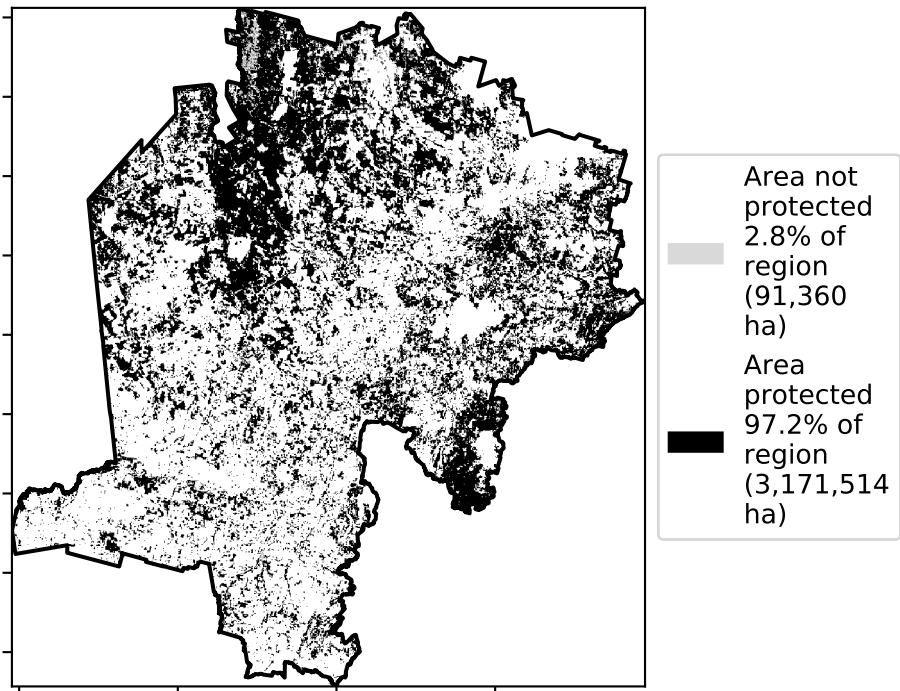 Area not
protected
2.8% of
region
(91,360
ha)
Area
protected
97.2% of
region
(3,171,514
ha)